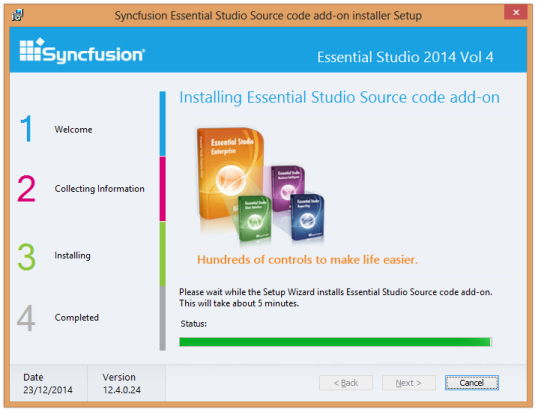 Syncfusion Essential Studio Source code add-on installer Setup
Syncfusion
Essential Studio 2014 Vol 4
1 Welcome
2 Collecting Information
3 Installing
4 Completed
Installing Essential Studio Source code add-on
Essential Studio
Enterprise
Essential Studio
Essential Studio
Essential Studio
Reporting
Hundreds of controls to make life easier.
Please wait while the Setup Wizard installs Essential Studio Source code add-on.
This will take about 5 minutes.
Status:
Date
23/12/2014
Version
12.4.0.24
< Back
Next >
Cancel